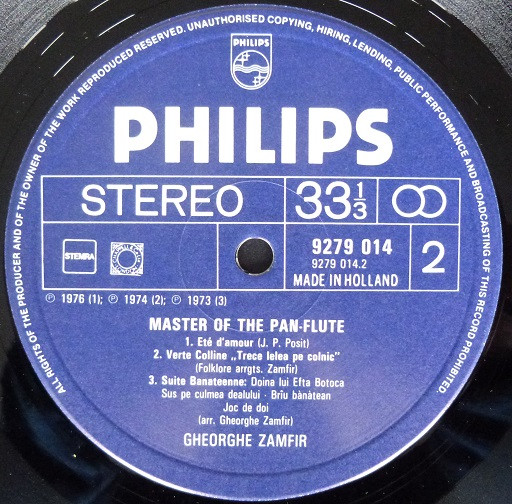 ALL RIGHTS OF THE PRODUCER AND OF THE OWNER OF THE WORK REPRODUCED RESERVED. UNAUTHORISED COPYING, HIRING, LENDING, PUBLIC PERFORMANCE AND BROADCASTING OF THIS RECORD PROHIBITED.
PHILIPS
PHILIPS
STEREO 33 1/3
STEMRA
9279 014
9279 014.2
MADE IN HOLLAND
2
Ⓟ 1976 (1); Ⓟ 1974 (2); Ⓟ 1973 (3)
MASTER OF THE PAN-FLUTE
1. Eté d'amour (J. P. Posit)
2. Verte Colline „Trece lelea pe colnic"
(Folklore arrgts. Zamfir)
3. Suite Banateenne: Doina lui Efta Botoca
Sus pe culmea dealului · Brîu bànàtean
Joc de doi
(arr. Gheorghe Zamfir)
GHEORGHE ZAMFIR